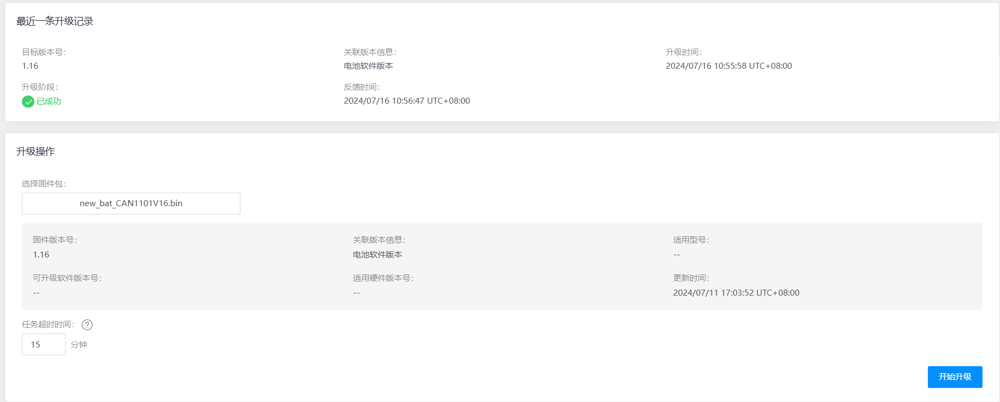 最近一条升级记录
目标版本号：
关联版本信息：
升级时间：
1.16
电池软件版本
2024/07/16 10:55:58 UTC+08:00
升级阶段：
反馈时间：
已成功
2024/07/16 10:56:47 UTC+08:00
升级操作
选择固件包：
new_bat_CAN1101V16.bin
固件版本号：
关联版本信息：
适用型号：
1.16
电池软件版本
--
可升级软件版本号：
适用硬件版本号：
更新时间：
--
--
2024/07/11 17:03:52 UTC+08:00
任务超时时间： ?
15 分钟
开始升级